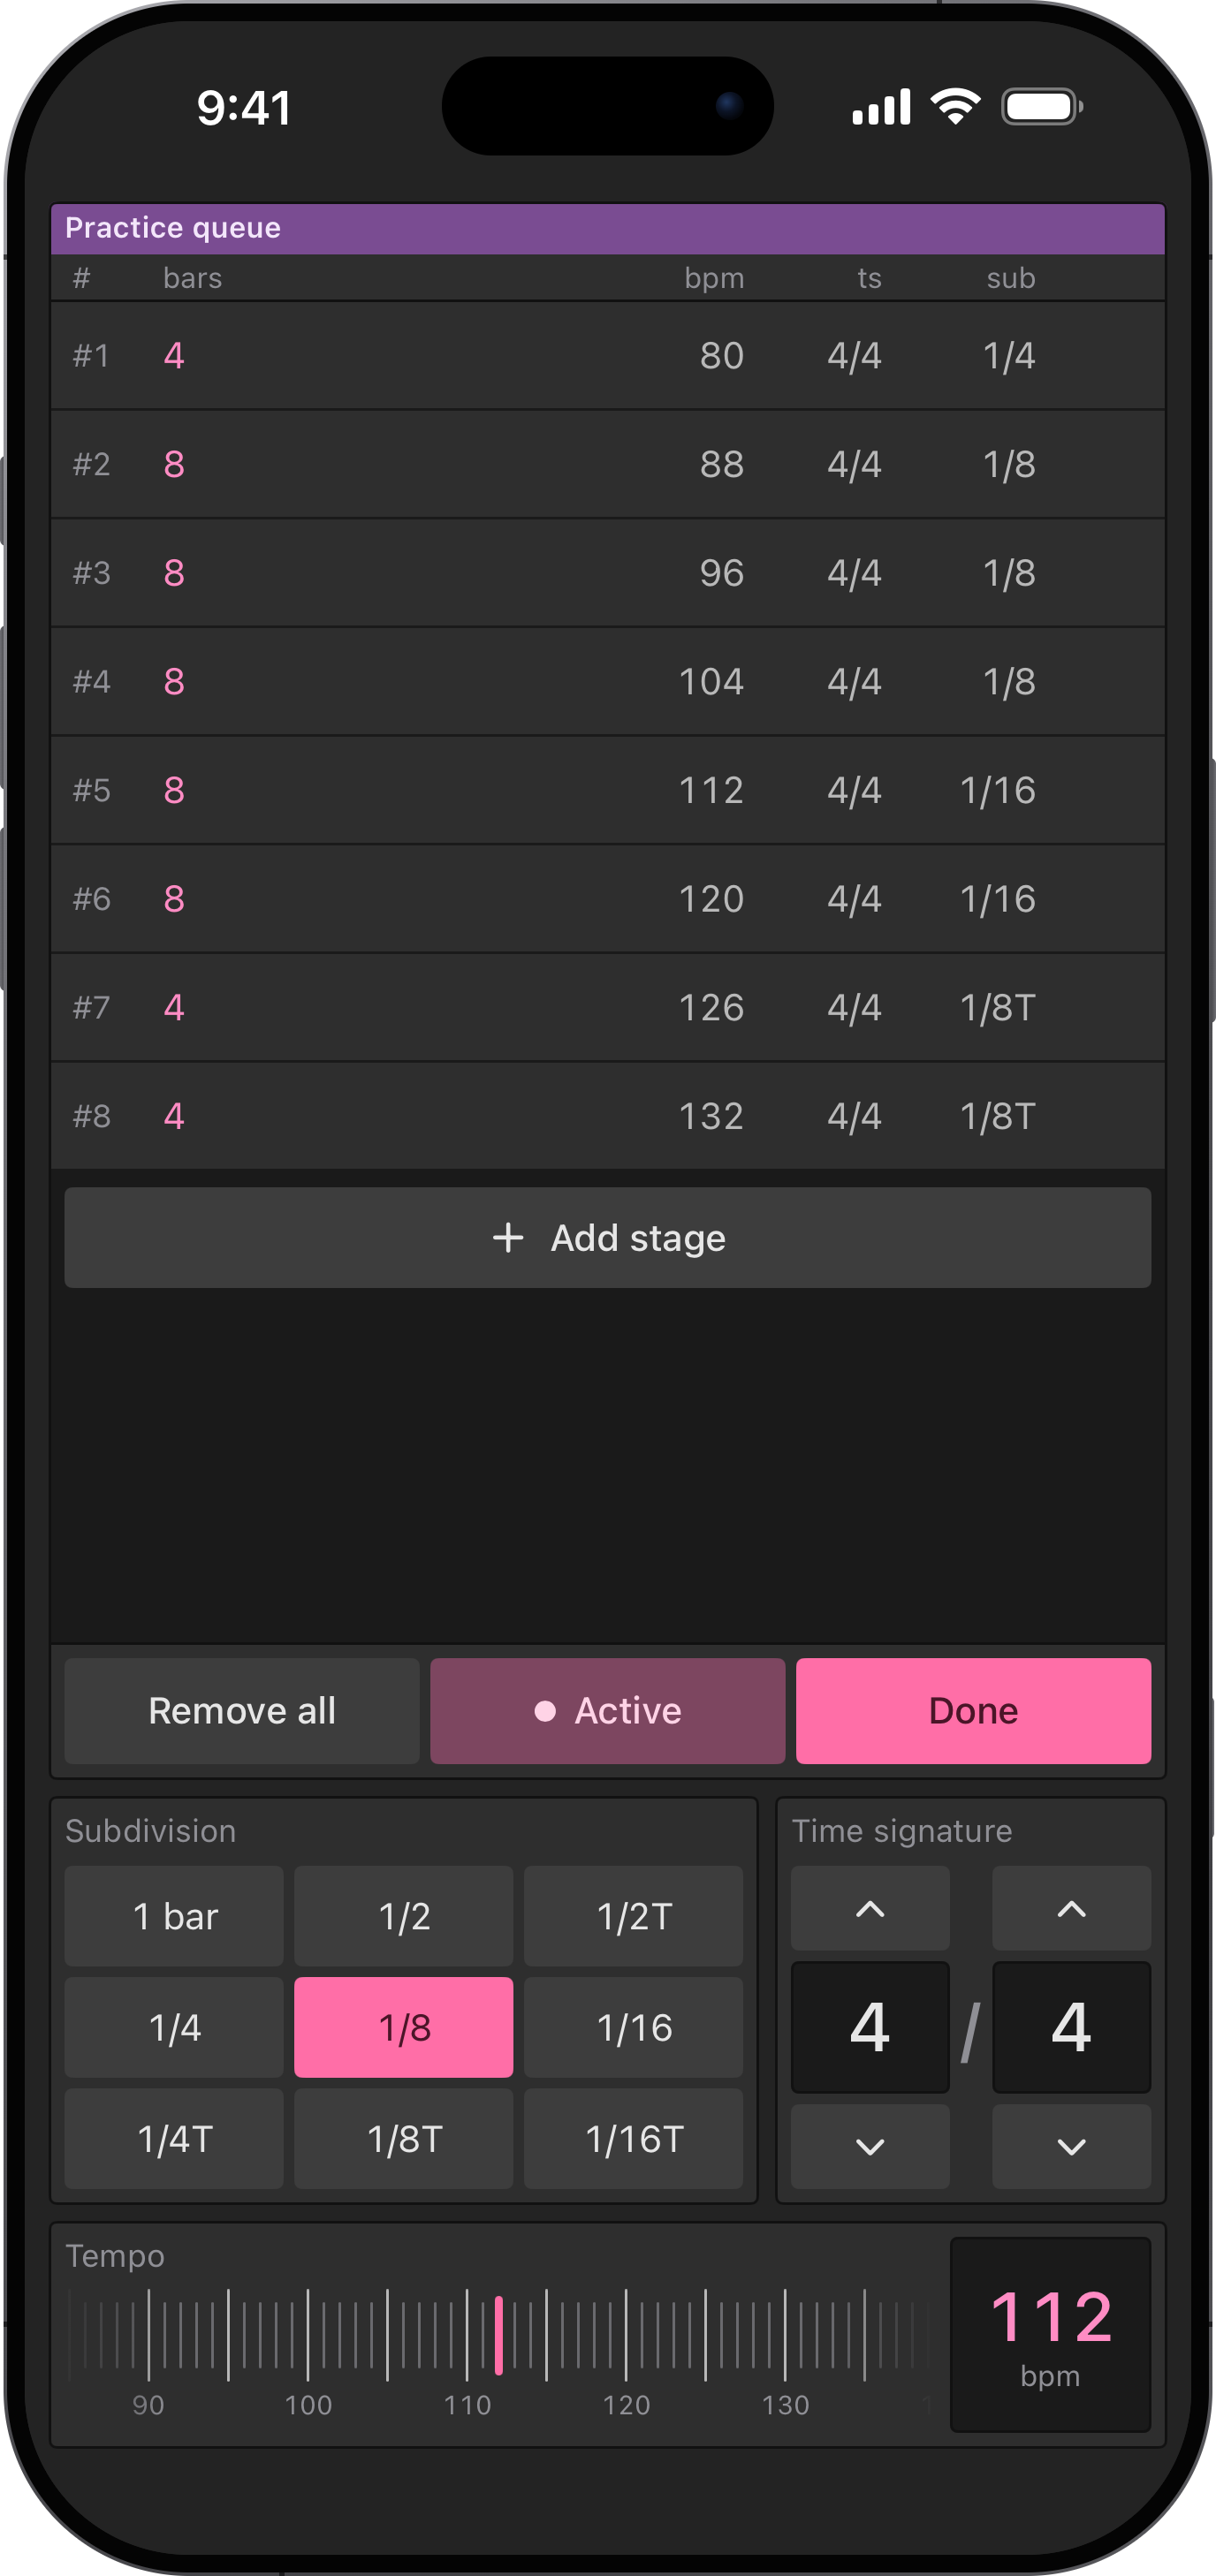 9:41
Practice queue
# bars bpm ts sub
#1 4 80 4/4 1/4
#2 8 88 4/4 1/8
#3 8 96 4/4 1/8
#4 8 104 4/4 1/8
#5 8 112 4/4 1/16
#6 8 120 4/4 1/16
#7 4 126 4/4 1/8T
#8 4 132 4/4 1/8T
+ Add stage
Remove all
Active
Done
Subdivision
1 bar 1/2 1/2T
1/4 1/8 1/16
1/4T 1/8T 1/16T
Time signature
4 / 4
Tempo
90 100 110 120 130
112
bpm